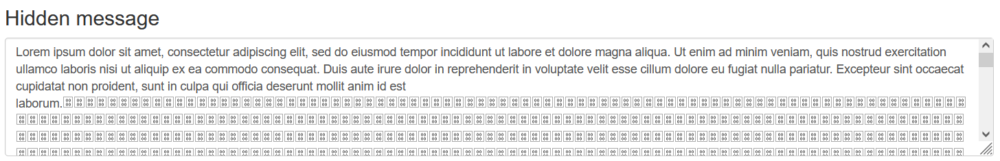 Hidden message
Lorem ipsum dolor sit amet, consectetur adipiscing elit, sed do eiusmod tempor incididunt ut labore et dolore magna aliqua. Ut enim ad minim veniam, quis nostrud exercitation
ullamco laboris nisi ut aliquip ex ea commodo consequat. Duis aute irure dolor in reprehenderit in voluptate velit esse cillum dolore eu fugiat nulla pariatur. Excepteur sint occaecat
cupidatat non proident, sunt in culpa qui officia deserunt mollit anim id est
laborum.